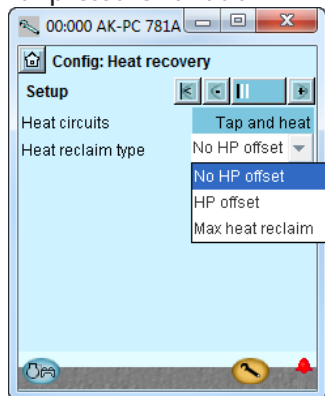 00:000 AK-PC 781A
Config: Heat recovery
Setup
Heat circuits Tap and heat
Heat reclaim type No HP offset
No HP offset
HP offset
Max heat reclaim